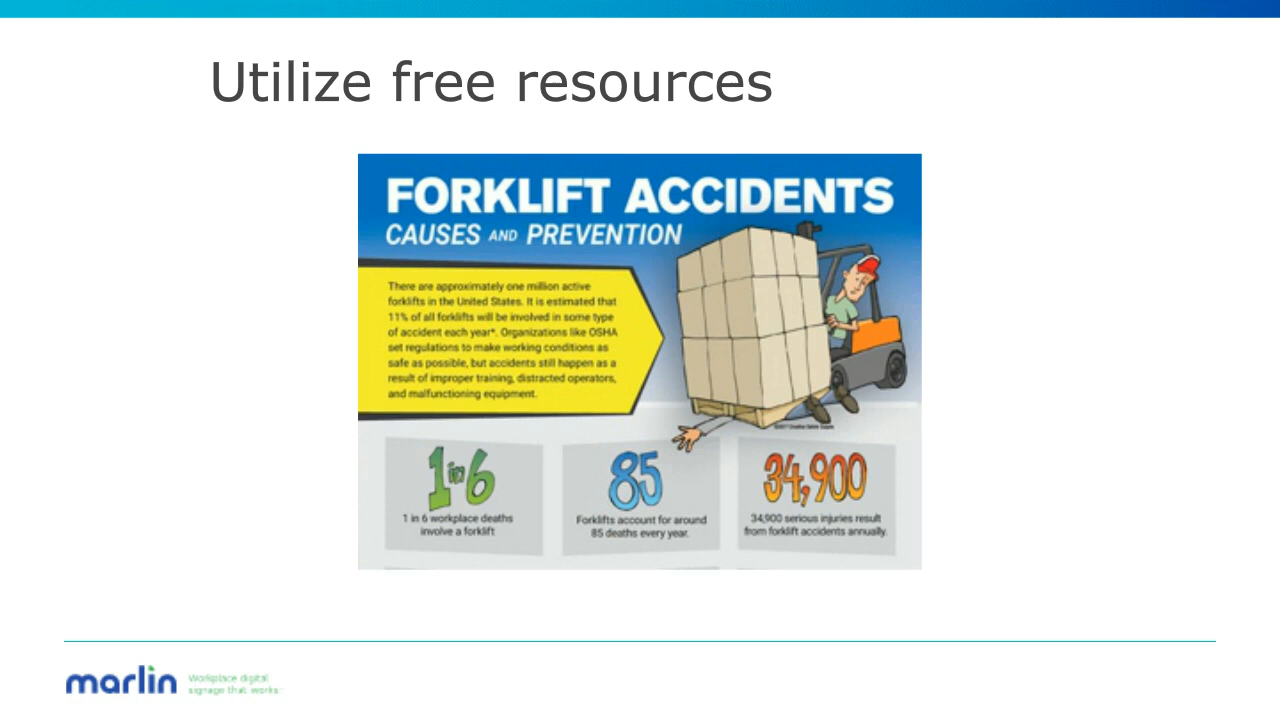 Utilize free resources
FORKLIFT ACCIDENTS
CAUSES AND PREVENTION
There are approximately one million active
forklifts in the United States. It is estimated that
11% of all forklifts will be involved in some type
of accident each year*. Organizations like OSHA
set regulations to make working conditions as
safe as possible, but accidents still happen as a
result of improper training, distracted operators,
and malfunctioning equipment.
©2017 Creative Safety Supply
1 in 6
1 in 6 workplace deaths
involve a forklift
85
Forklifts account for around
85 deaths every year.
34,900
34,900 serious injuries result
from forklift accidents annually.
marlin
Workplace digital
signage that works.